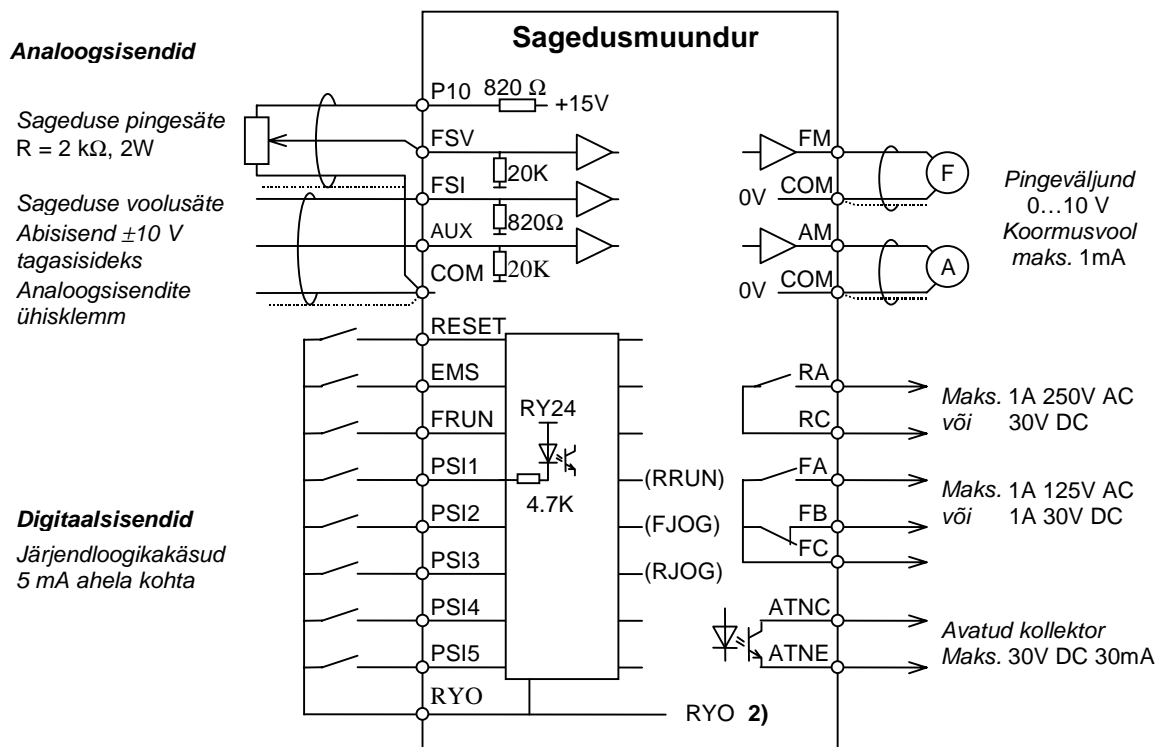 Sagedusmuundur
Analoogsisendid
Sageduse pingesäte
R = 2 kΩ, 2W
Sageduse voolusäte
Abisisend ±10 V
tagasisideks
Analoogsisendite
ühisklemm
P10
820 Ω
+15V
FSV
20K
FSI
820Ω
AUX
20K
COM
FM
F
0V
COM
AM
A
0V
COM
Pingeväljund
0...10 V
Koormusvool
maks. 1mA
RESET
EMS
FRUN
PSI1
PSI2
PSI3
PSI4
PSI5
RYO
RY24
4.7K
(RRUN)
(FJOG)
(RJOG)
RYO 2)
Digitaalsisendid
Järjendloogikakäsud
5 mA ahela kohta
RA
RC
Maks. 1A 250V AC
või 30V DC
FA
FB
FC
Maks. 1A 125V AC
või 1A 30V DC
ATNC
ATNE
Avatud kollektor
Maks. 30V DC 30mA